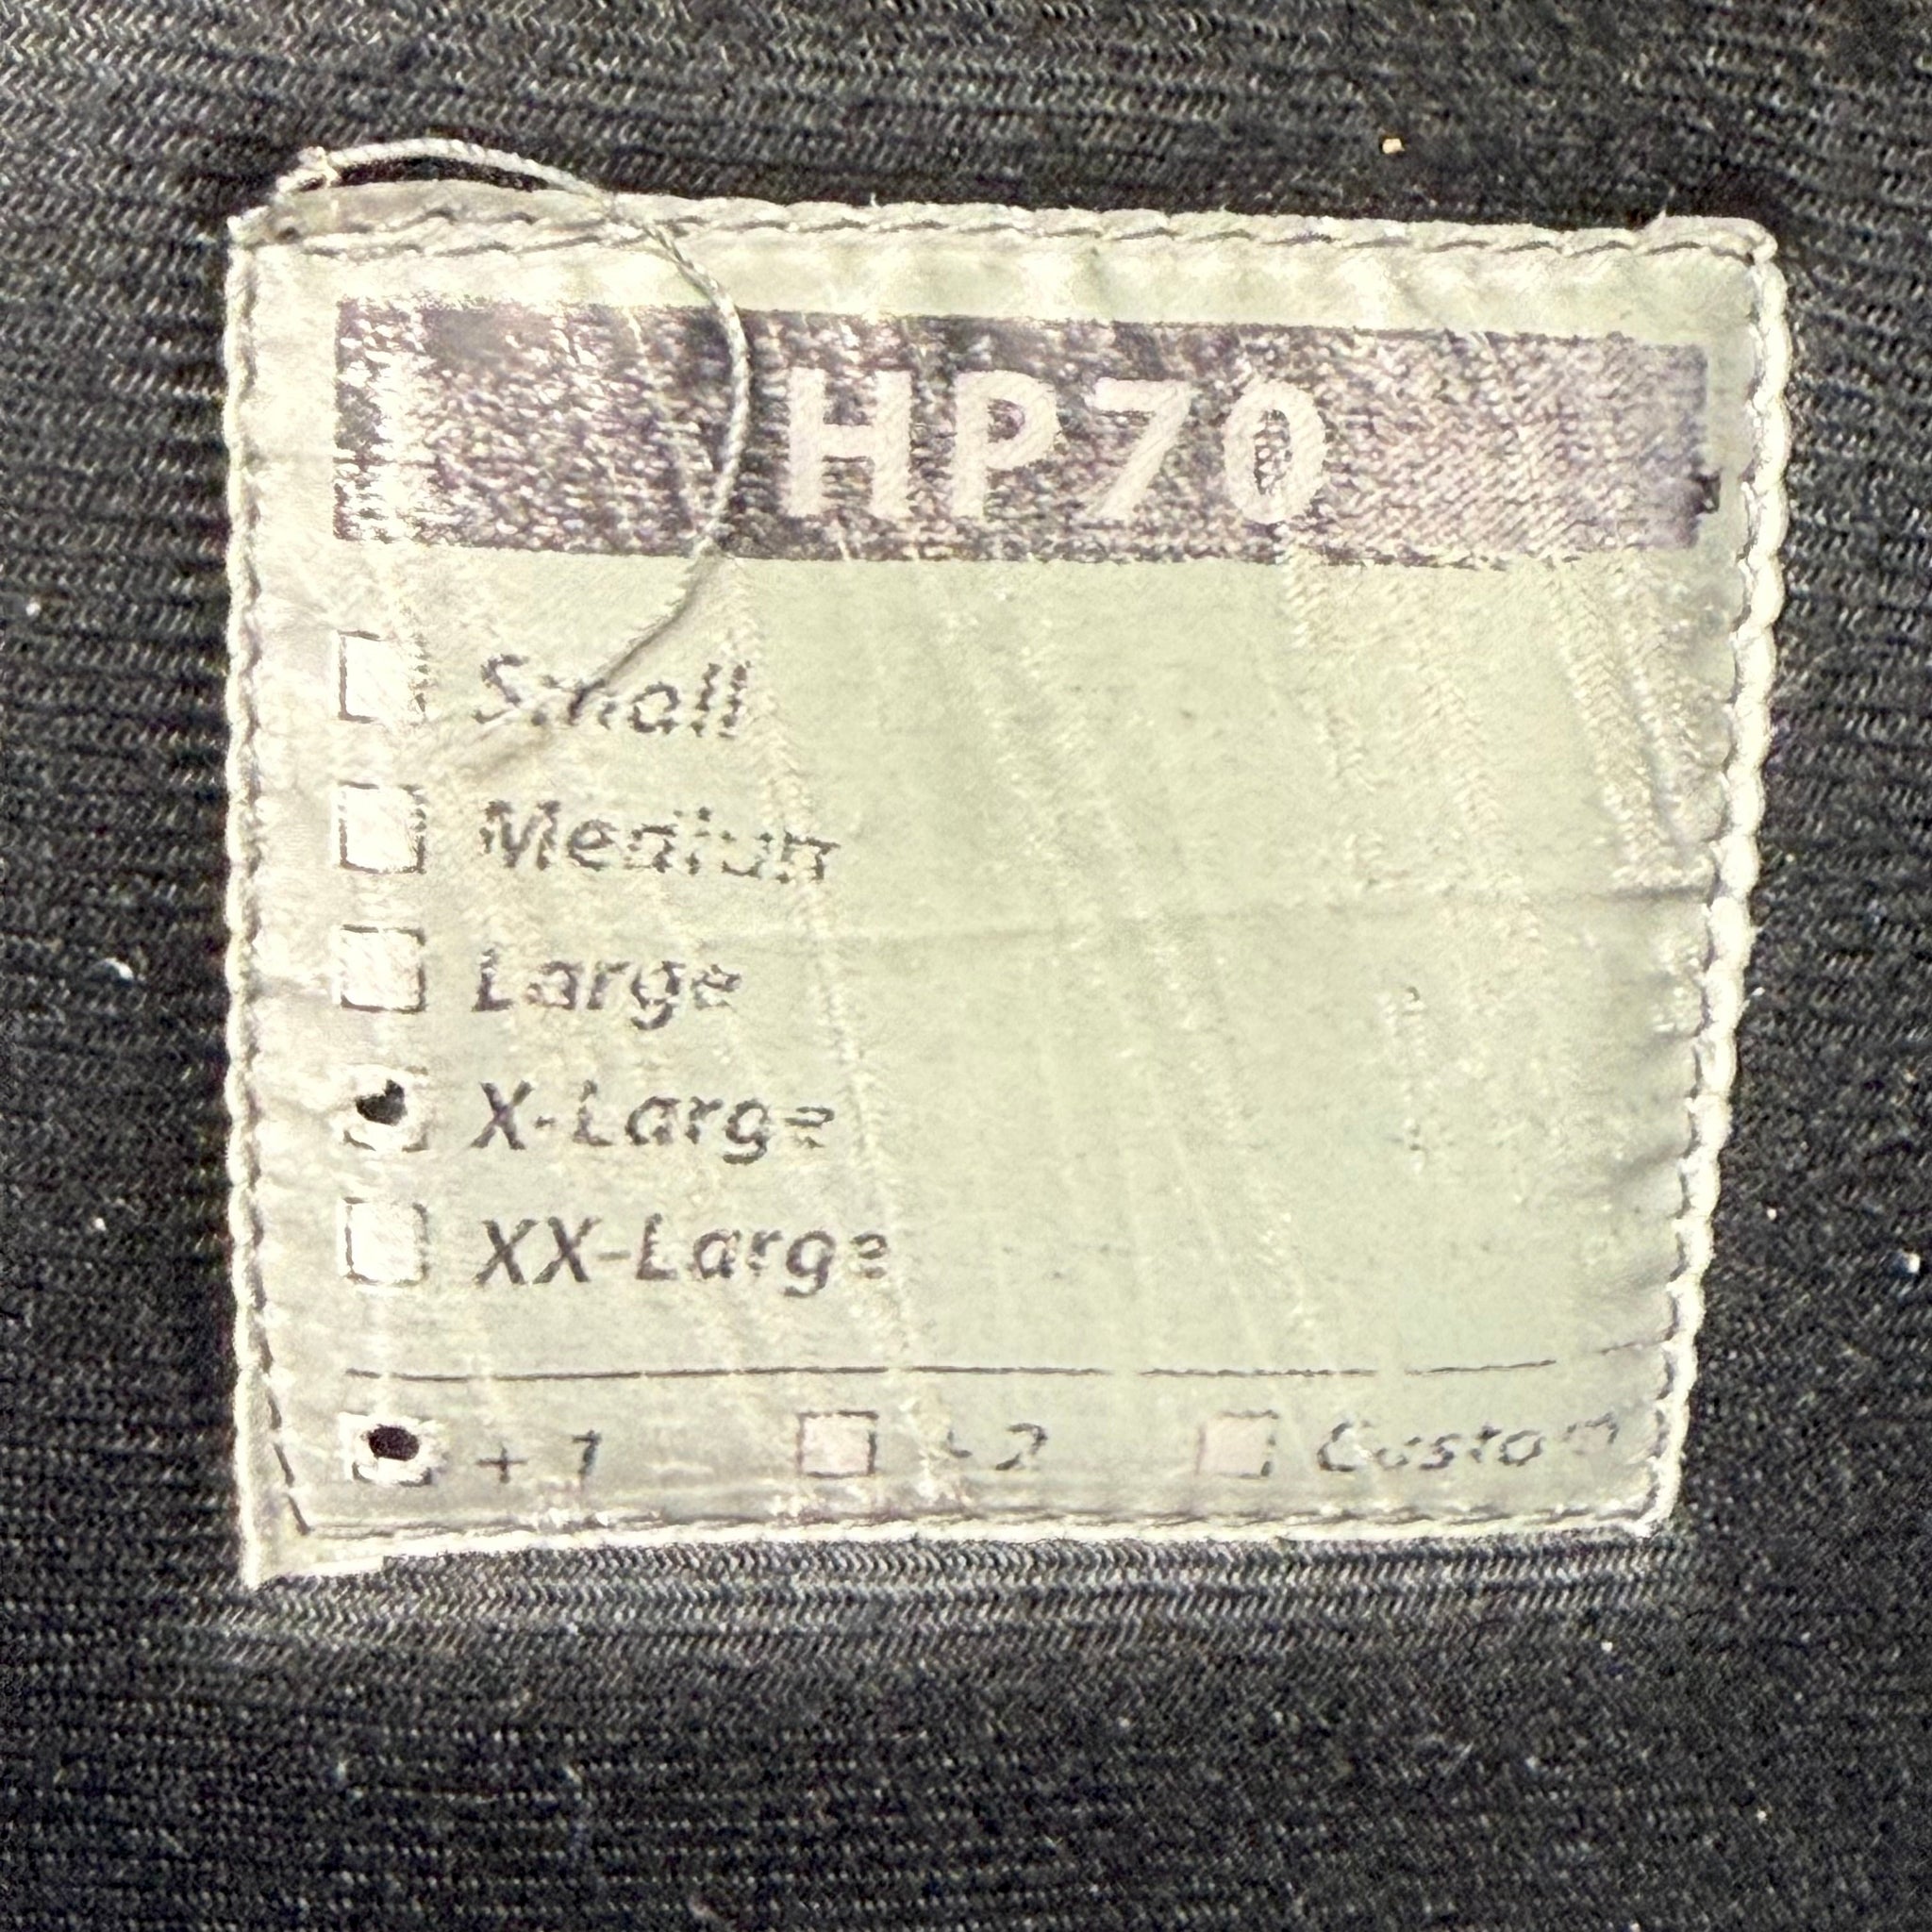 HP70
Small
Medium
Large
X-Large
XX-Large
+ 1 + 2 Custom